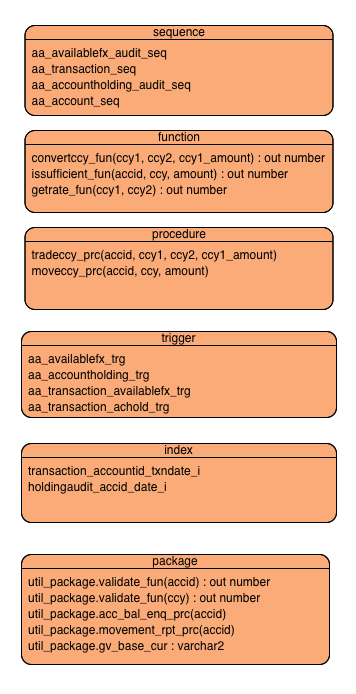 sequence
aa_availablefx_audit_seq
aa_transaction_seq
aa_accountholding_audit_seq
aa_account_seq
function
convertccy_fun(ccy1, ccy2, ccy1_amount) : out number
issufficient_fun(accid, ccy, amount) : out number
getrate_fun(ccy1, ccy2) : out number
procedure
tradeccy_prc(accid, ccy1, ccy2, ccy1_amount)
moveccy_prc(accid, ccy, amount)
trigger
aa_availablefx_trg
aa_accountholding_trg
aa_transaction_availablefx_trg
aa_transaction_achold_trg
index
transaction_accountid_txndate_i
holdingaudit_accid_date_i
package
util_package.validate_fun(accid) : out number
util_package.validate_fun(ccy) : out number
util_package.acc_bal_enq_prc(accid)
util_package.movement_rpt_prc(accid)
util_package.gv_base_cur : varchar2